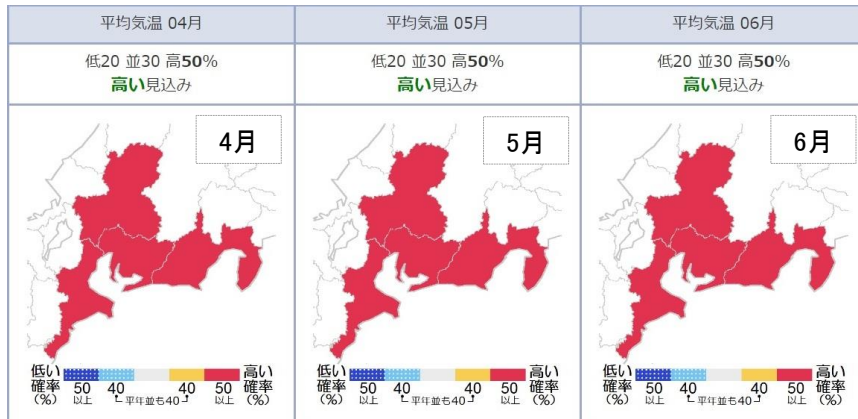 平均気温 04月
低20 並30 高50%
高い見込み
4月
低い
確率
(%)
50
以上
40
平年並も40
40
50
以上
高い
確率
(%)
平均気温 05月
低20 並30 高50%
高い見込み
5月
低い
確率
(%)
50
以上
40
平年並も40
40
50
以上
高い
確率
(%)
平均気温 06月
低20 並30 高50%
高い見込み
6月
低い
確率
(%)
50
以上
40
平年並も40
40
50
以上
高い
確率
(%)